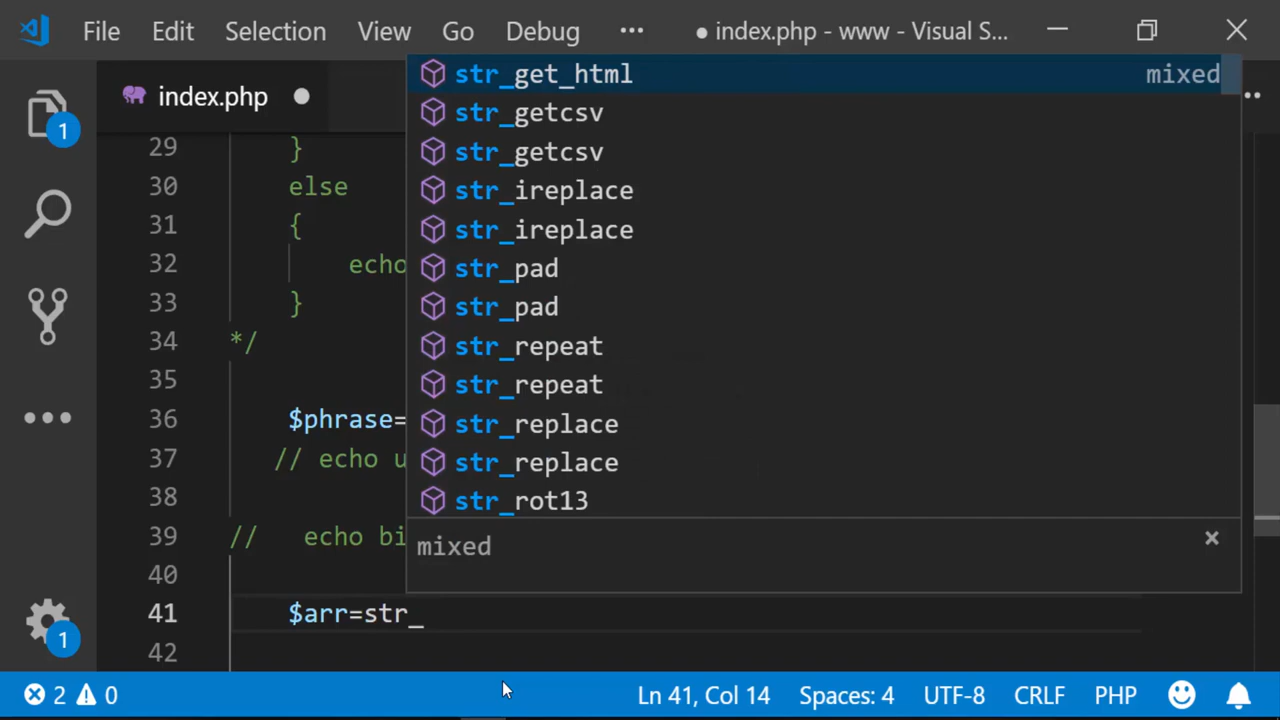 File Edit Selection View Go Debug ··· ● index.php - www - Visual S...
index.php
str_get_html mixed
str_getcsv
str_getcsv
str_ireplace
str_ireplace
str_pad
str_pad
str_repeat
str_repeat
str_replace
str_replace
str_rot13
mixed
29 }
30 else
31 {
32 echo
33 }
34 */
35
36 $phrase=
37 // echo u
38
39 // echo bi
40
41 $arr=str_
42
1
1
2 0 Ln 41, Col 14 Spaces: 4 UTF-8 CRLF PHP